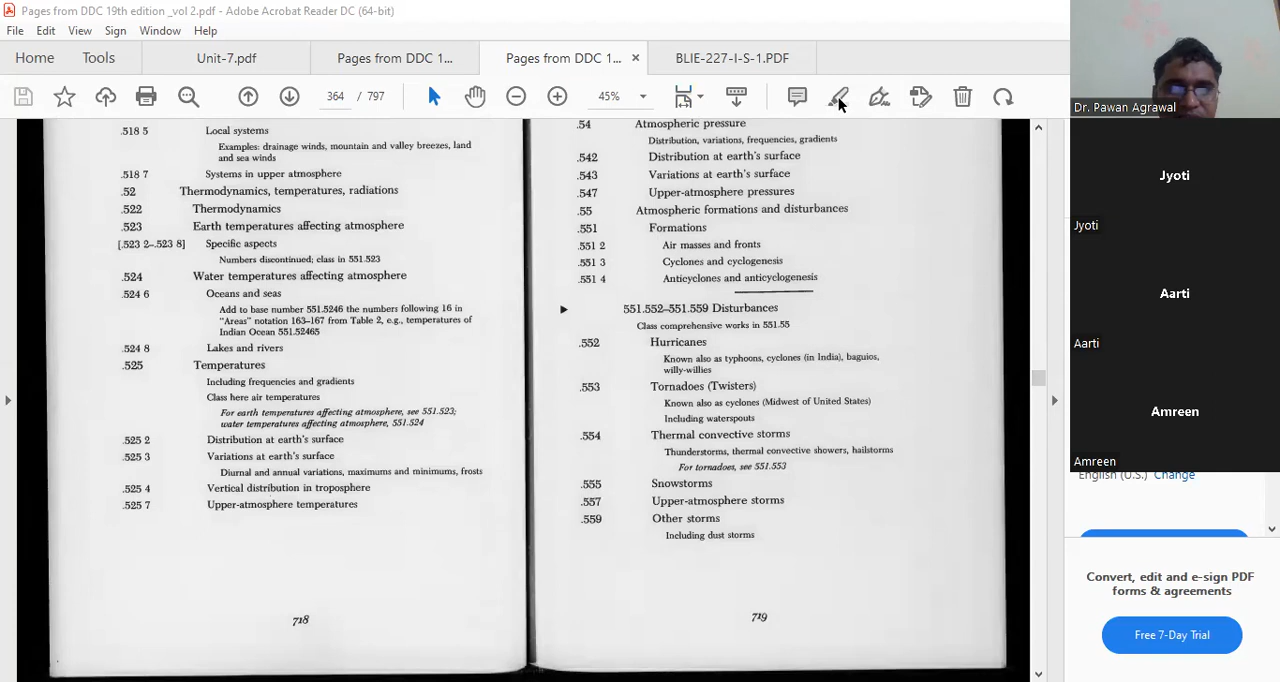 Pages from DDC 19th edition _vol 2.pdf - Adobe Acrobat Reader DC (64-bit)
File Edit View Sign Window Help
Home Tools Unit-7.pdf Pages from DDC 1... Pages from DDC 1... × BLIE-227-I-S-1.PDF
364 / 797 45%
.518 5 Local systems
Examples: drainage winds, mountain and valley breezes, land
and sea winds
.518 7 Systems in upper atmosphere
.52 Thermodynamics, temperatures, radiations
.522 Thermodynamics
.523 Earth temperatures affecting atmosphere
[.523 2–.523 8] Specific aspects
Numbers discontinued; class in 551.523
.524 Water temperatures affecting atmosphere
.524 6 Oceans and seas
Add to base number 551.5246 the numbers following 16 in
"Areas" notation 163–167 from Table 2, e.g., temperatures of
Indian Ocean 551.52465
.524 8 Lakes and rivers
.525 Temperatures
Including frequencies and gradients
Class here air temperatures
For earth temperatures affecting atmosphere, see 551.523;
water temperatures affecting atmosphere, 551.524
.525 2 Distribution at earth's surface
.525 3 Variations at earth's surface
Diurnal and annual variations, maximums and minimums, frosts
.525 4 Vertical distribution in troposphere
.525 7 Upper-atmosphere temperatures
718
.54 Atmospheric pressure
Distribution, variations, frequencies, gradients
.542 Distribution at earth's surface
.543 Variations at earth's surface
.547 Upper-atmosphere pressures
.55 Atmospheric formations and disturbances
.551 Formations
.551 2 Air masses and fronts
.551 3 Cyclones and cyclogenesis
.551 4 Anticyclones and anticyclogenesis
551.552–551.559 Disturbances
Class comprehensive works in 551.55
.552 Hurricanes
Known also as typhoons, cyclones (in India), baguios,
willy-willies
.553 Tornadoes (Twisters)
Known also as cyclones (Midwest of United States)
Including waterspouts
.554 Thermal convective storms
Thunderstorms, thermal convective showers, hailstorms
For tornadoes, see 551.553
.555 Snowstorms
.557 Upper-atmosphere storms
.559 Other storms
Including dust storms
719
Dr. Pawan Agrawal
Jyoti
Jyoti
Aarti
Aarti
Amreen
Amreen
English (U.S.) Change
Convert, edit and e-sign PDF
forms & agreements
Free 7-Day Trial